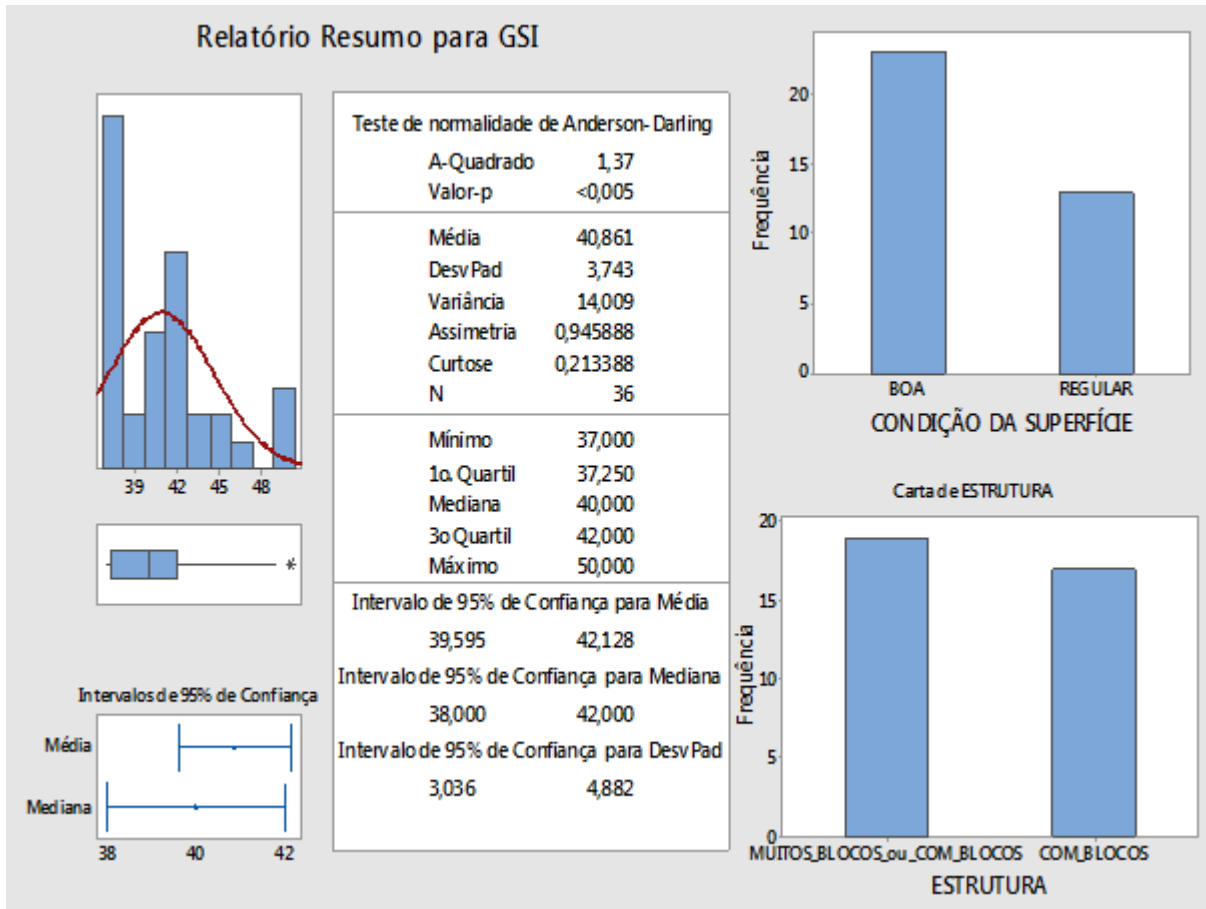 Relatório Resumo para GSI
39 42 45 48
Intervalos de 95% de Confiança
Média
Mediana
38 40 42
Teste de normalidade de Anderson-Darling
A-Quadrado 1,37
Valor-p <0,005
Média 40,861
DesvPad 3,743
Variância 14,009
Assimetria 0,945888
Curtose 0,213388
N 36
Mínimo 37,000
1o. Quartil 37,250
Mediana 40,000
3o Quartil 42,000
Máximo 50,000
Intervalo de 95% de Confiança para Média
39,595 42,128
Intervalo de 95% de Confiança para Mediana
38,000 42,000
Intervalo de 95% de Confiança para DesvPad
3,036 4,882
Frequência
20
15
10
5
0
BOA REGULAR
CONDIÇÃO DA SUPERFÍCIE
Carta de ESTRUTURA
Frequência
20
15
10
5
0
MUITOS_BLOCOS_ou_COM_BLOCOS COM_BLOCOS
ESTRUTURA